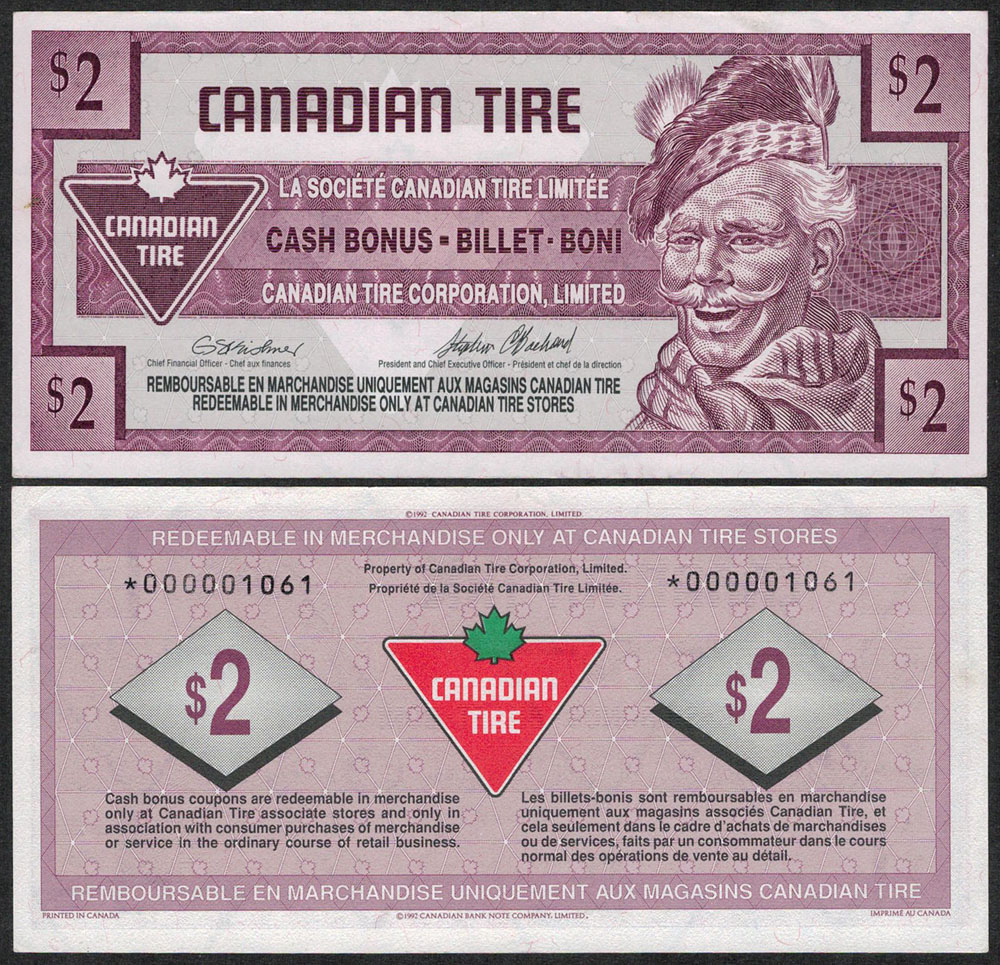 $2
$2
CANADIAN TIRE
LA SOCIÉTÉ CANADIAN TIRE LIMITÉE
CANADIAN
TIRE
CASH BONUS - BILLET - BONI
CANADIAN TIRE CORPORATION, LIMITED
Chief Financial Officer - Chef aux finances
President and Chief Executive Officer - Président et chef de la direction
REMBOURSABLE EN MARCHANDISE UNIQUEMENT AUX MAGASINS CANADIAN TIRE
REDEEMABLE IN MERCHANDISE ONLY AT CANADIAN TIRE STORES
$2
$2
©1992 CANADIAN TIRE CORPORATION, LIMITED.
REDEEMABLE IN MERCHANDISE ONLY AT CANADIAN TIRE STORES
Property of Canadian Tire Corporation, Limited.
Propriété de la Société Canadian Tire Limitée.
*000001061
*000001061
$2
CANADIAN
TIRE
$2
Cash bonus coupons are redeemable in merchandise
only at Canadian Tire associate stores and only in
association with consumer purchases of merchandise
or service in the ordinary course of retail business.
Les billets-bonis sont remboursables en marchandise
uniquement aux magasins associés Canadian Tire, et
cela seulement dans le cadre d'achats de marchandises
ou de services, faits par un consommateur dans le cours
normal des opérations de vente au détail.
REMBOURSABLE EN MARCHANDISE UNIQUEMENT AUX MAGASINS CANADIAN TIRE
PRINTED IN CANADA
©1992 CANADIAN BANK NOTE COMPANY, LIMITED.
IMPRIMÉ AU CANADA